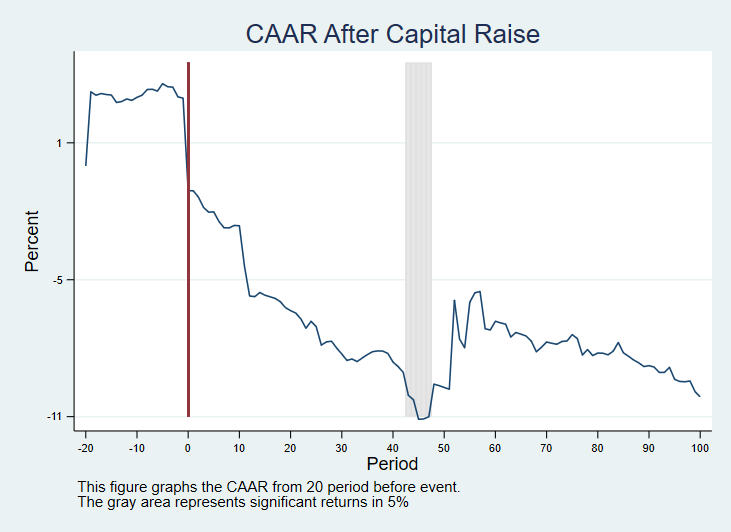 CAAR After Capital Raise
Percent
1
-5
-11
-20 -10 0 10 20 30 40 50 60 70 80 90 100
Period
This figure graphs the CAAR from 20 period before event.
The gray area represents significant returns in 5%